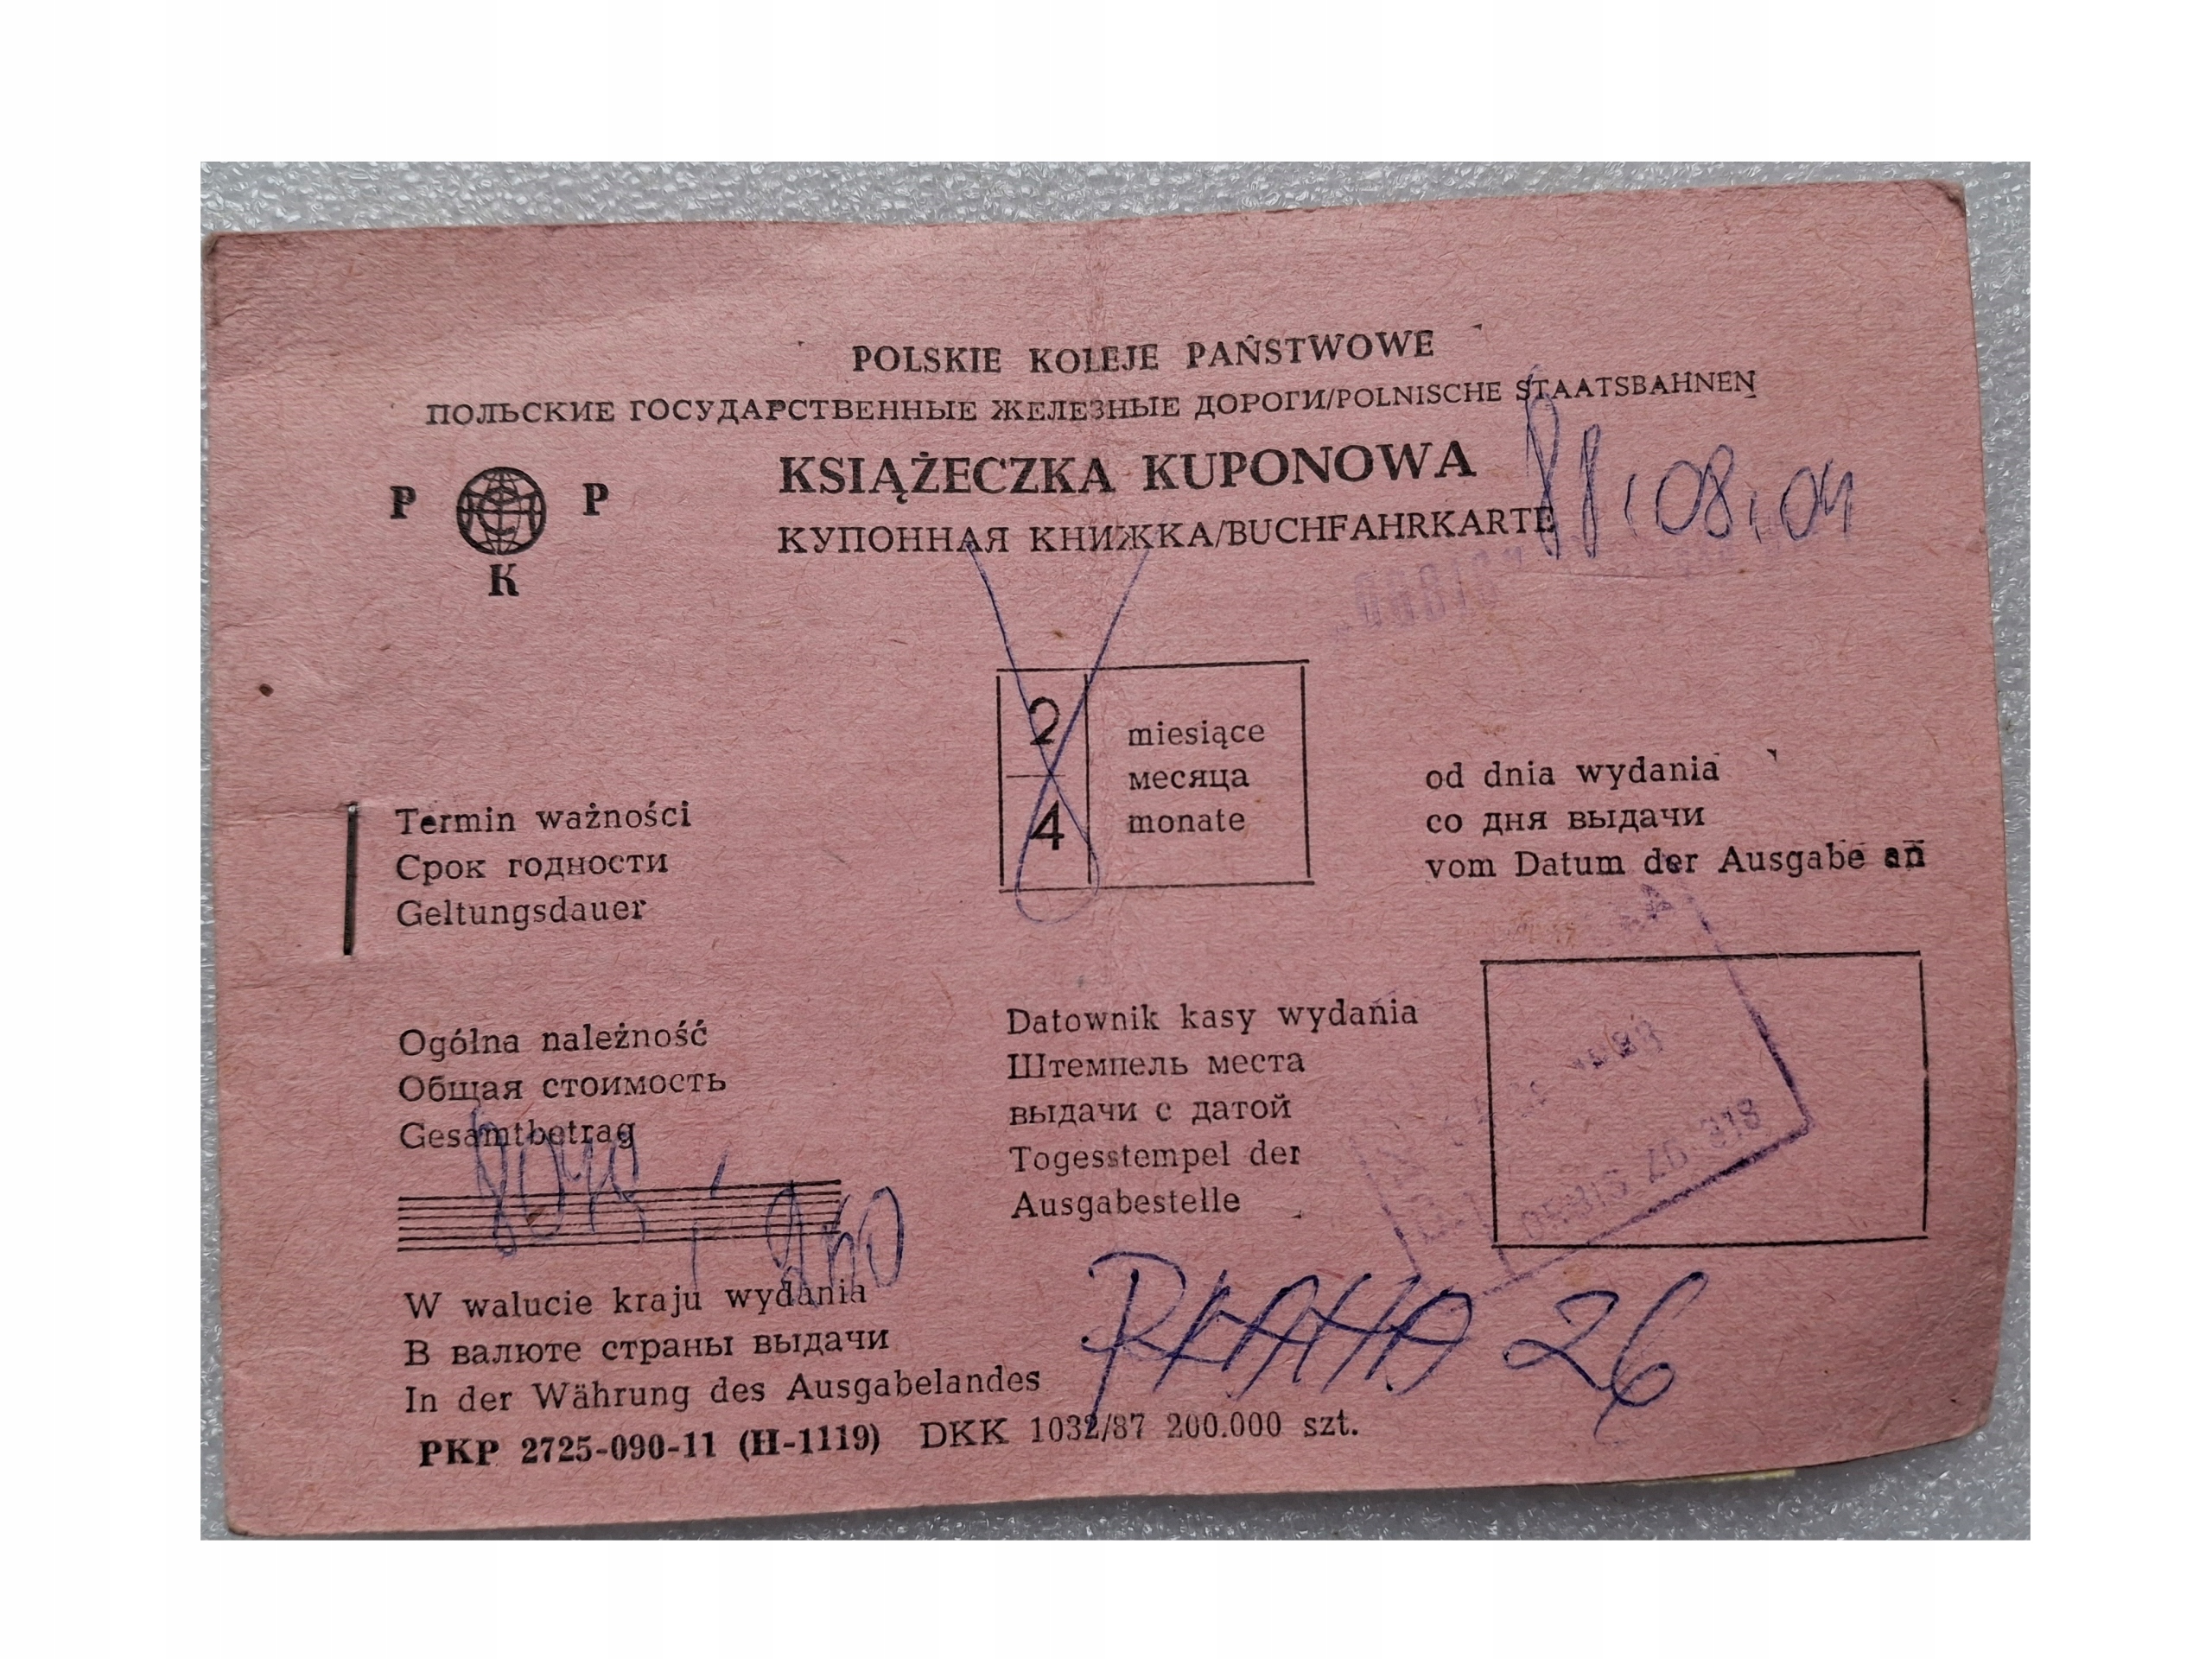 POLSKIE KOLEJE PAŃSTWOWE
ПОЛЬСКИЕ ГОСУДАРСТВЕННЫЕ ЖЕЛЕЗНЫЕ ДОРОГИ/POLNISCHE STAATSBAHNEN
P P
K
KSIĄŻECZKA KUPONOWA
КУПОННАЯ КНИЖКА/BUCHFAHRKARTE
88.08.04
2
4
miesiące
месяца
monate
Termin ważności
Срок годности
Geltungsdauer
od dnia wydania
со дня выдачи
vom Datum der Ausgabe an
Ogólna należność
Общая стоимость
Gesamtbetrag
Datownik kasy wydania
Штемпель места
выдачи с датой
Togesstempel der
Ausgabestelle
W walucie kraju wydania
В валюте страны выдачи
In der Währung des Ausgabelandes
PKP 2725-090-11 (H-1119) DKK 1032/87 200.000 szt.
26